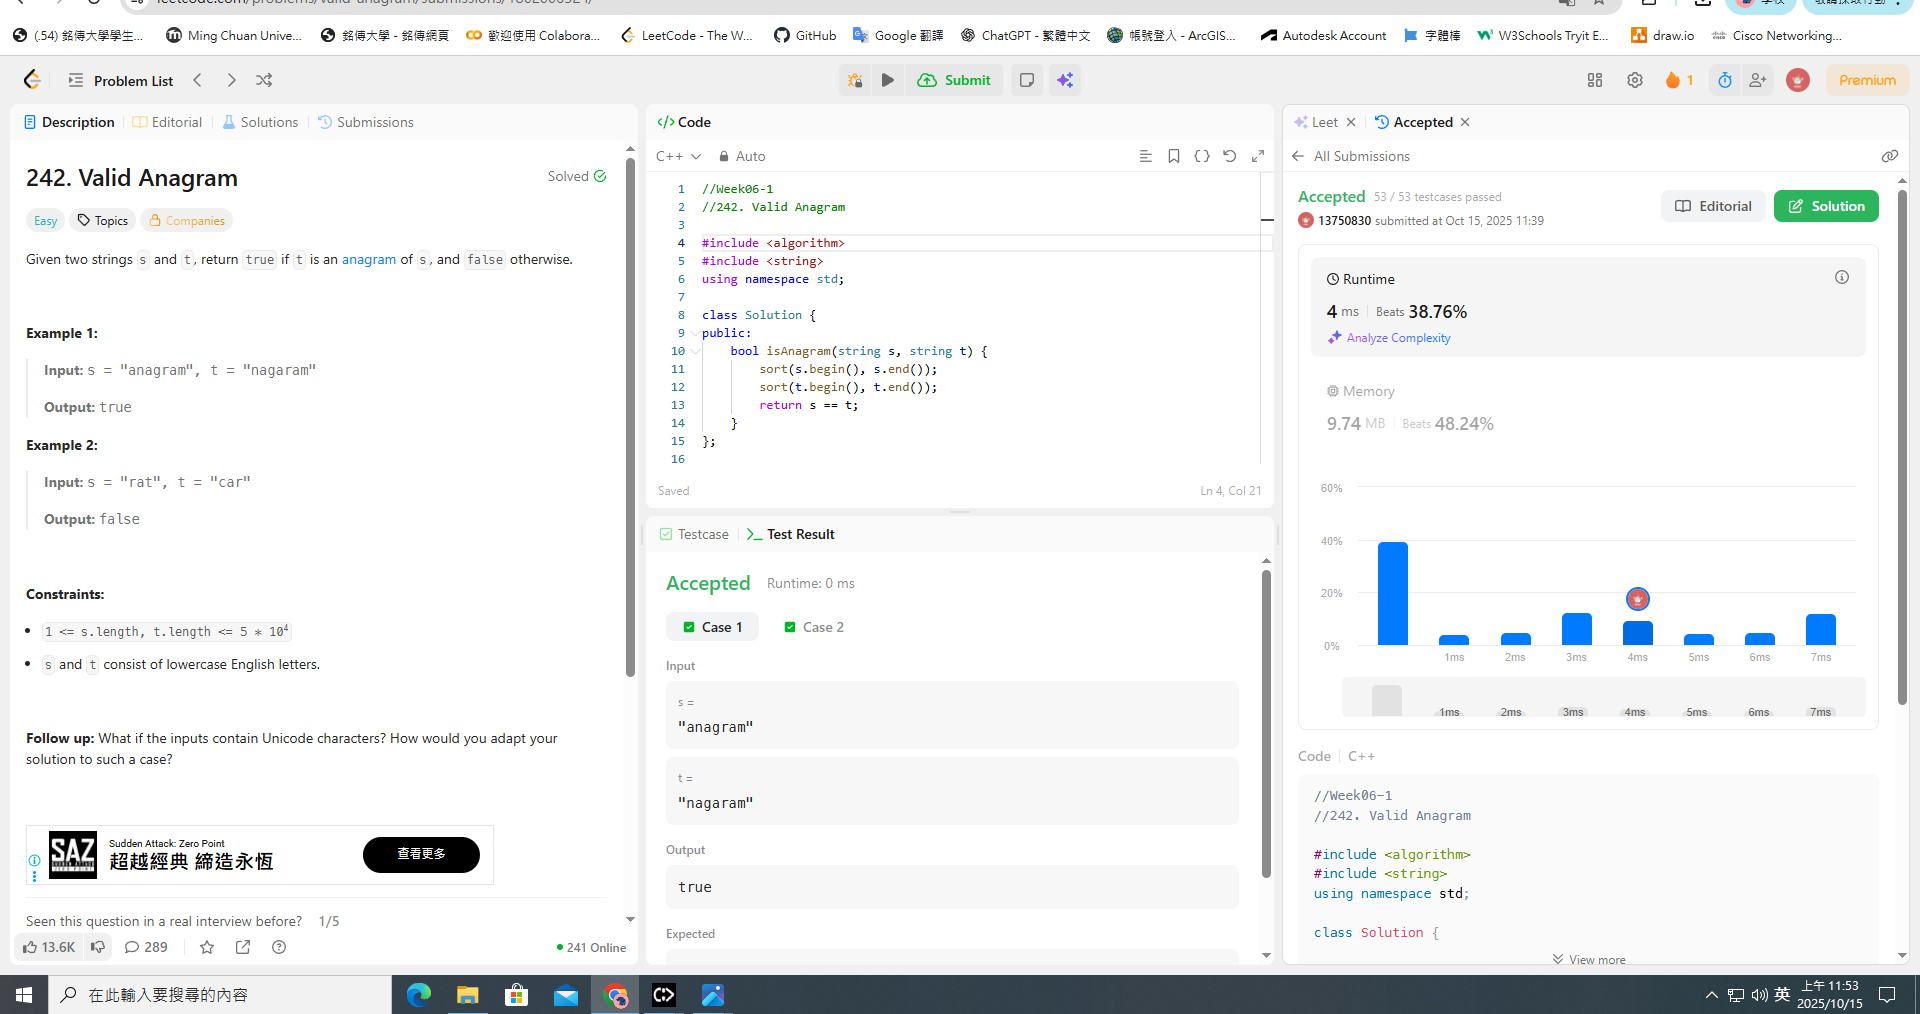 (.54) 銘傳大學學生...
Ming Chuan Unive...
銘傳大學 - 銘傳網頁
歡迎使用 Colabora...
LeetCode - The W...
GitHub
Google 翻譯
ChatGPT - 繁體中文
帳號登入 - ArcGIS...
Autodesk Account
字體棒
W3Schools Tryit E...
draw.io
Cisco Networking...
Problem List
Submit
1
Premium
Description
Editorial
Solutions
Submissions
242. Valid Anagram
Solved
Easy
Topics
Companies
Given two strings s and t, return true if t is an anagram of s, and false otherwise.
Example 1:
Input: s = "anagram", t = "nagaram"
Output: true
Example 2:
Input: s = "rat", t = "car"
Output: false
Constraints:
1 <= s.length, t.length <= 5 * 10⁴
s and t consist of lowercase English letters.
Follow up: What if the inputs contain Unicode characters? How would you adapt your
solution to such a case?
SAZ
Sudden Attack: Zero Point
超越經典 締造永恆
查看更多
Seen this question in a real interview before? 1/5
13.6K
289
241 Online
Code
C++
Auto
1 //Week06-1
2 //242. Valid Anagram
3
4 #include <algorithm>
5 #include <string>
6 using namespace std;
7
8 class Solution {
9 public:
10 bool isAnagram(string s, string t) {
11 sort(s.begin(), s.end());
12 sort(t.begin(), t.end());
13 return s == t;
14 }
15 };
16
Saved
Ln 4, Col 21
Testcase
Test Result
Accepted
Runtime: 0 ms
Case 1
Case 2
Input
s =
"anagram"
t =
"nagaram"
Output
true
Expected
Leet
Accepted
All Submissions
Accepted 53 / 53 testcases passed
13750830 submitted at Oct 15, 2025 11:39
Editorial
Solution
Runtime
4 ms
Beats 38.76%
Analyze Complexity
Memory
9.74 MB
Beats 48.24%
60%
40%
20%
0%
1ms
2ms
3ms
4ms
5ms
6ms
7ms
1ms
2ms
3ms
4ms
5ms
6ms
7ms
Code
C++
//Week06-1
//242. Valid Anagram
#include <algorithm>
#include <string>
using namespace std;
class Solution {
View more
在此輸入要搜尋的內容
英
上午 11:53
2025/10/15